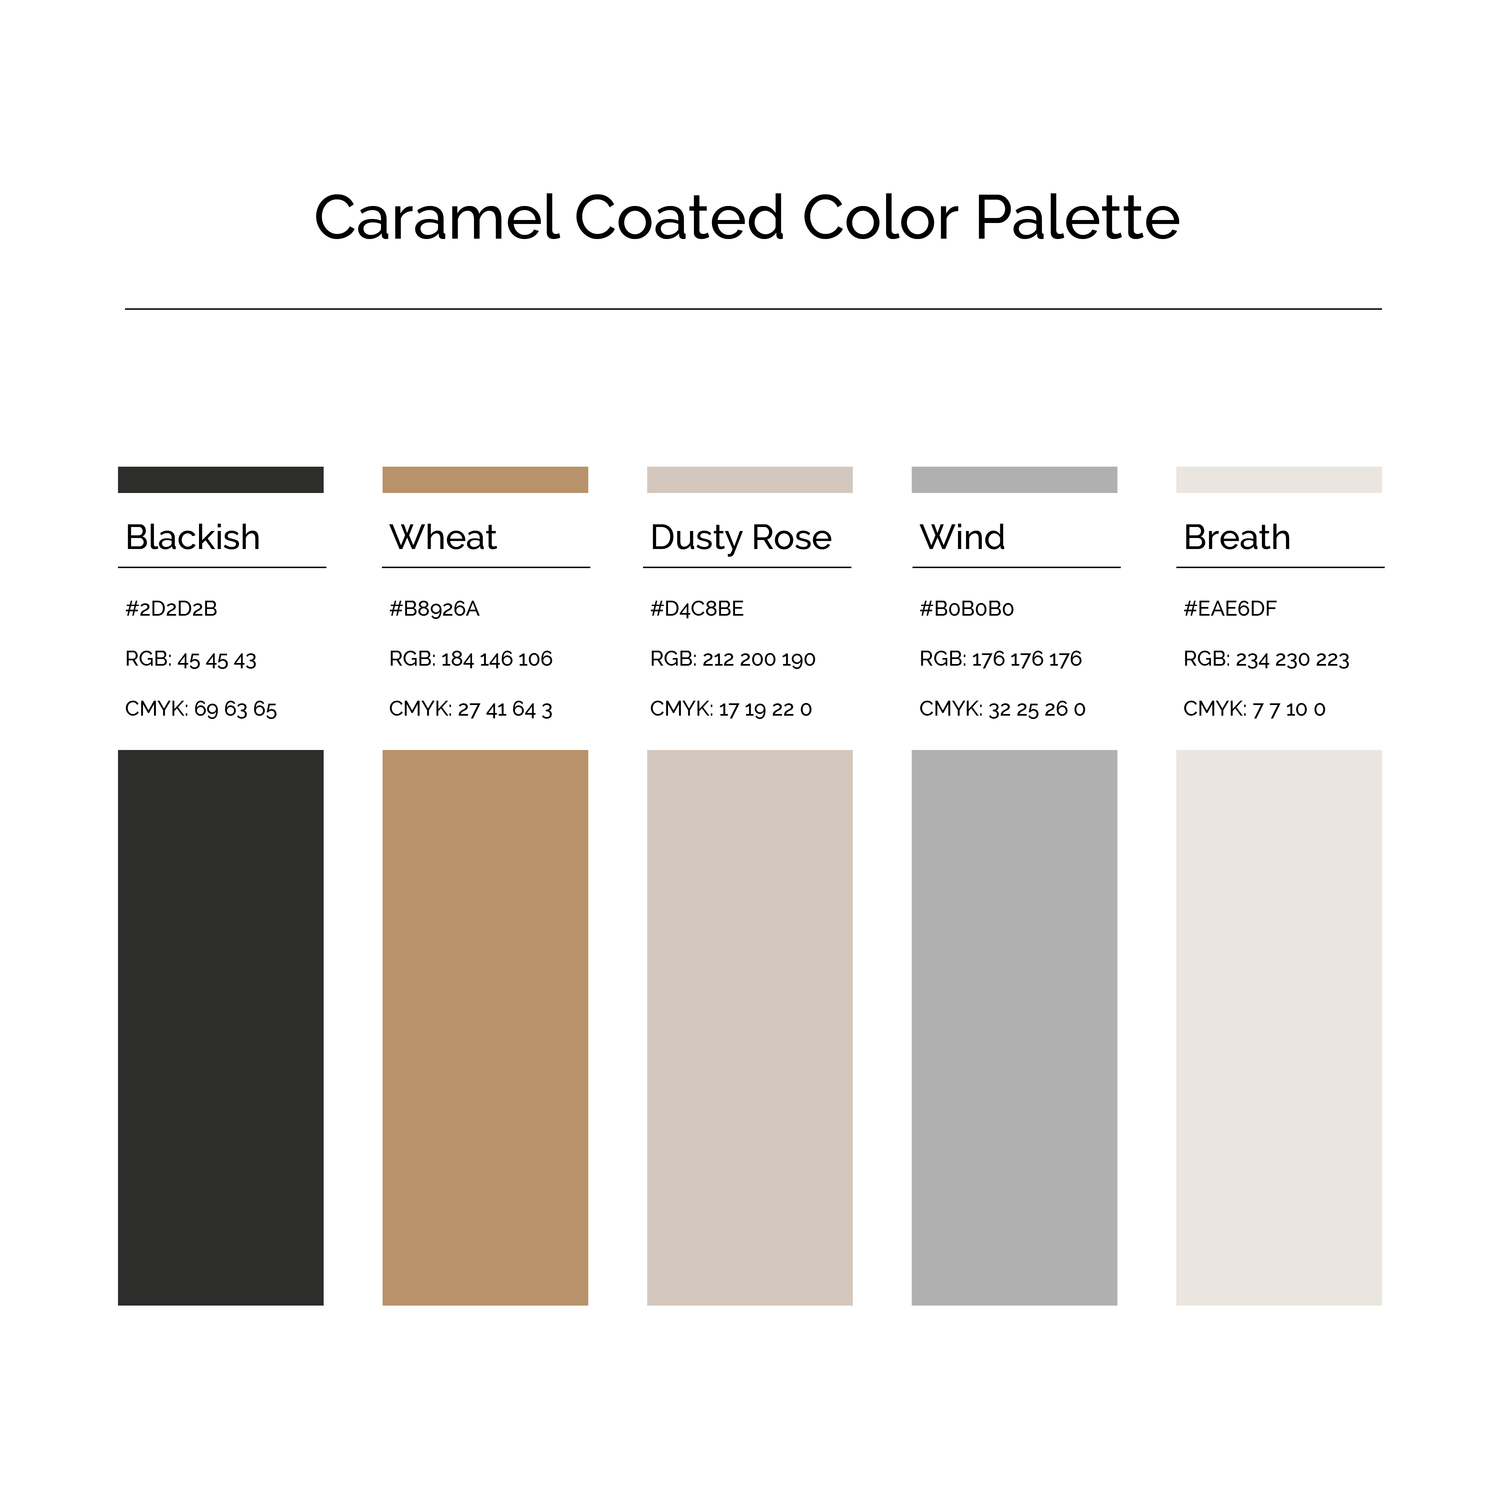 Caramel Coated Color Palette
Blackish
#2D2D2B
RGB: 45 45 43
CMYK: 69 63 65
Wheat
#B8926A
RGB: 184 146 106
CMYK: 27 41 64 3
Dusty Rose
#D4C8BE
RGB: 212 200 190
CMYK: 17 19 22 0
Wind
#B0B0B0
RGB: 176 176 176
CMYK: 32 25 26 0
Breath
#EAE6DF
RGB: 234 230 223
CMYK: 7 7 10 0